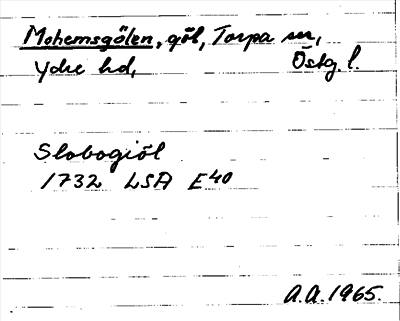 Mohemsgölen, göl, Torpa sn,
Ydre hd, Östg. l.
Slobogiöl
1732 LSA E40
A.A. 1965.